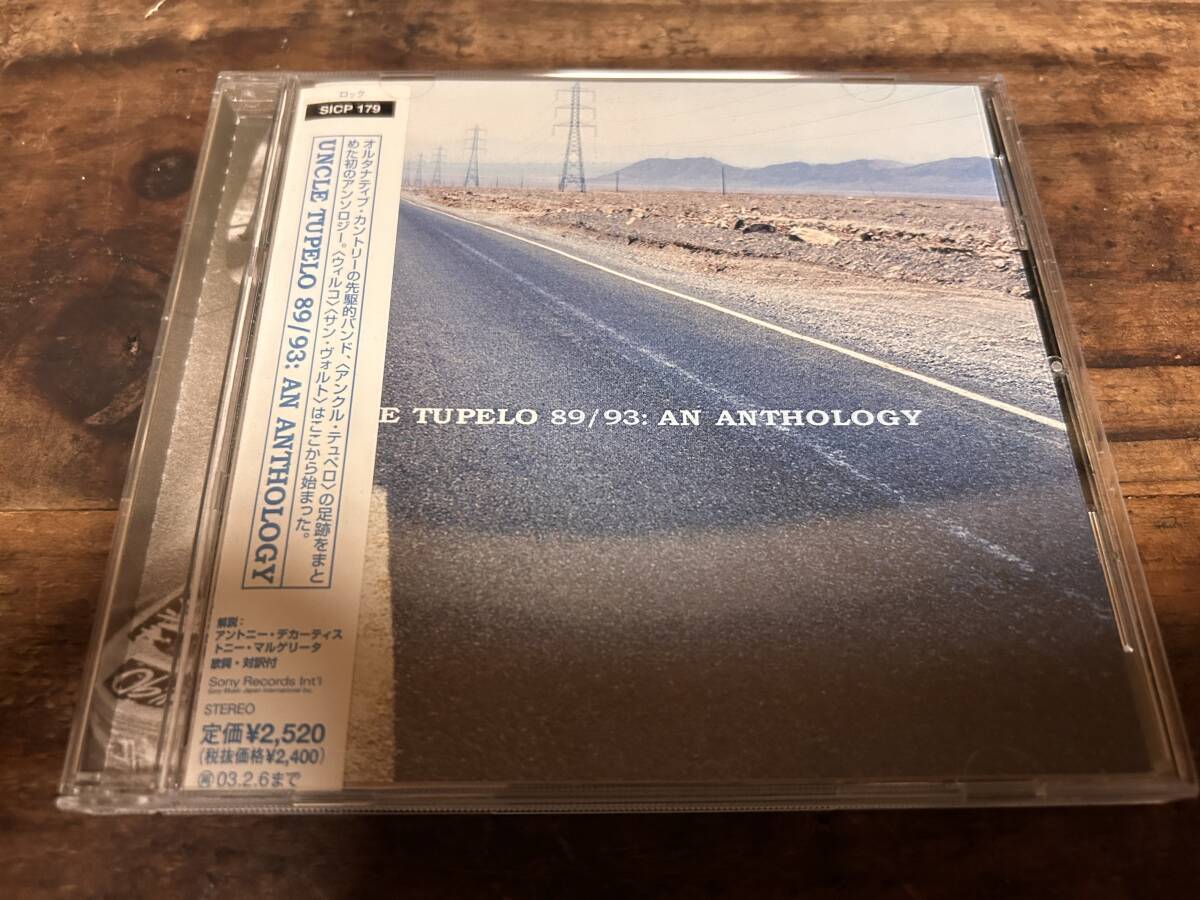 ロック
SICP 179
オルタナティブ・カントリーの先駆的バンド、〈アンクル・テュペロ〉の足跡をまと
めた初のアンソロジー。〈ウィルコ〉〈サン・ヴォルト〉はここから始まった。
UNCLE TUPELO 89/93: AN ANTHOLOGY
E TUPELO 89/93: AN ANTHOLOGY
解説:
アントニー・デカーティス
トニー・マルゲリータ
歌詞・対訳付
Sony Records Int'l
Sony Music Japan International Inc.
STEREO
定価¥2,520
(税抜価格¥2,400)
03.2.6まで